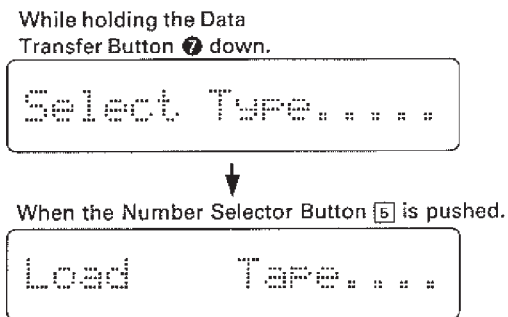 While holding the Data
Transfer Button ❼ down.
Select Type.....
When the Number Selector Button 5 is pushed.
Load Tape....